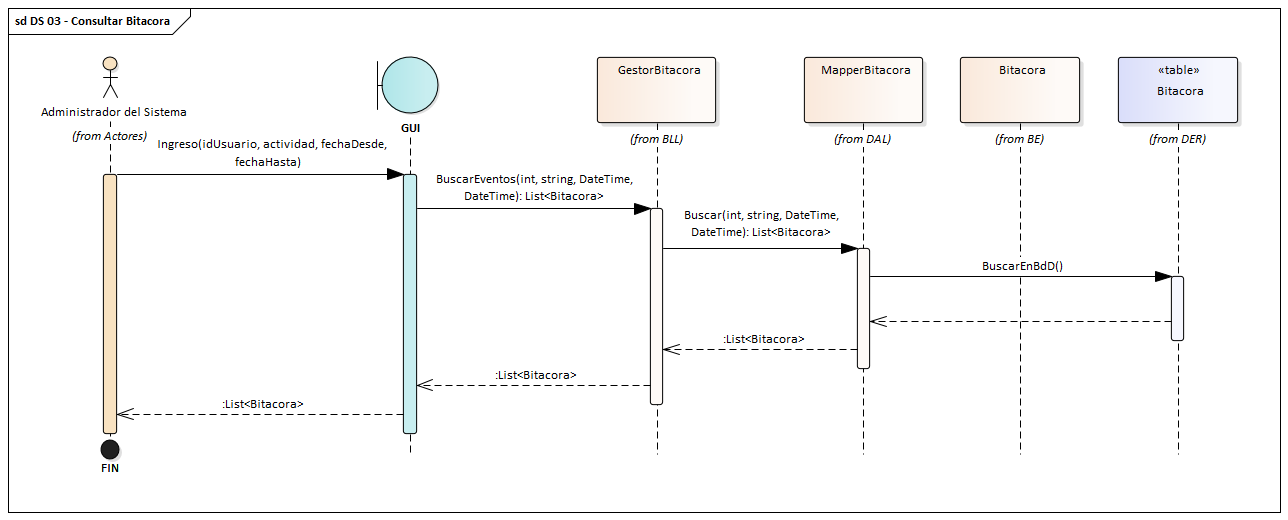 sd DS 03 - Consultar Bitacora
Administrador del Sistema
(from Actores)
GUI
GestorBitacora
(from BLL)
MapperBitacora
(from DAL)
Bitacora
(from BE)
«table»
Bitacora
(from DER)
Ingreso(idUsuario, actividad, fechaDesde,
fechaHasta)
BuscarEventos(int, string, DateTime,
DateTime): List<Bitacora>
Buscar(int, string, DateTime,
DateTime): List<Bitacora>
BuscarEnBdD()
:List<Bitacora>
:List<Bitacora>
:List<Bitacora>
FIN